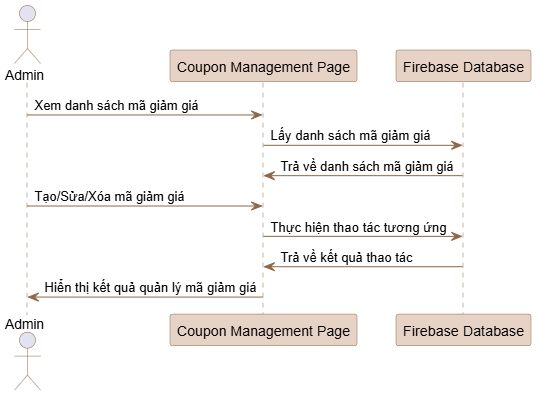 Admin
Coupon Management Page
Firebase Database
Xem danh sách mã giảm giá
Lấy danh sách mã giảm giá
Trả về danh sách mã giảm giá
Tạo/Sửa/Xóa mã giảm giá
Thực hiện thao tác tương ứng
Trả về kết quả thao tác
Hiển thị kết quả quản lý mã giảm giá
Admin
Coupon Management Page
Firebase Database